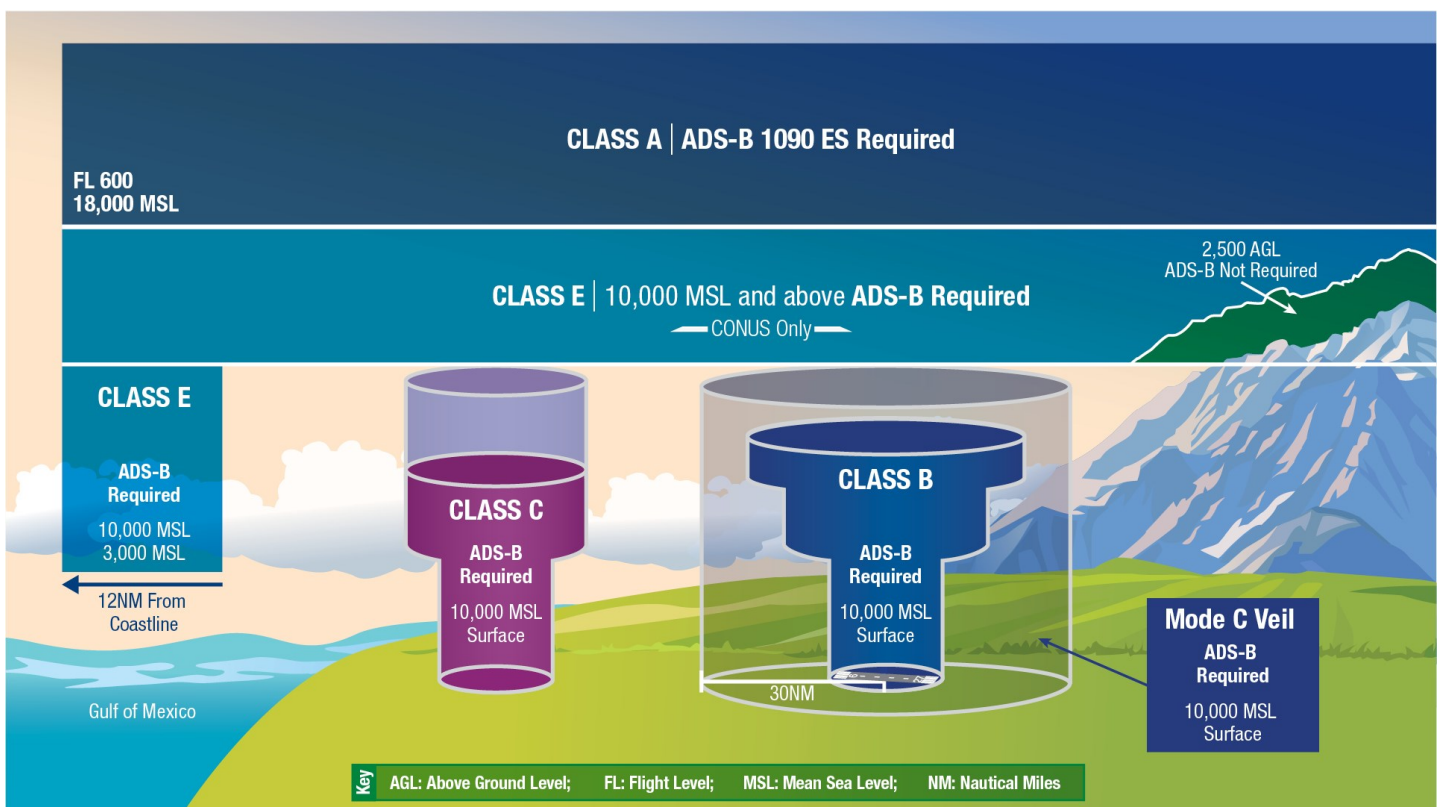 CLASS A | ADS-B 1090 ES Required
FL 600
18,000 MSL
2,500 AGL
ADS-B Not Required
CLASS E | 10,000 MSL and above ADS-B Required
CONUS Only
CLASS E
ADS-B
Required
10,000 MSL
3,000 MSL
12NM From
Coastline
Gulf of Mexico
CLASS C
ADS-B
Required
10,000 MSL
Surface
CLASS B
ADS-B
Required
10,000 MSL
Surface
30NM
Mode C Veil
ADS-B
Required
10,000 MSL
Surface
Key
AGL: Above Ground Level; FL: Flight Level; MSL: Mean Sea Level; NM: Nautical Miles